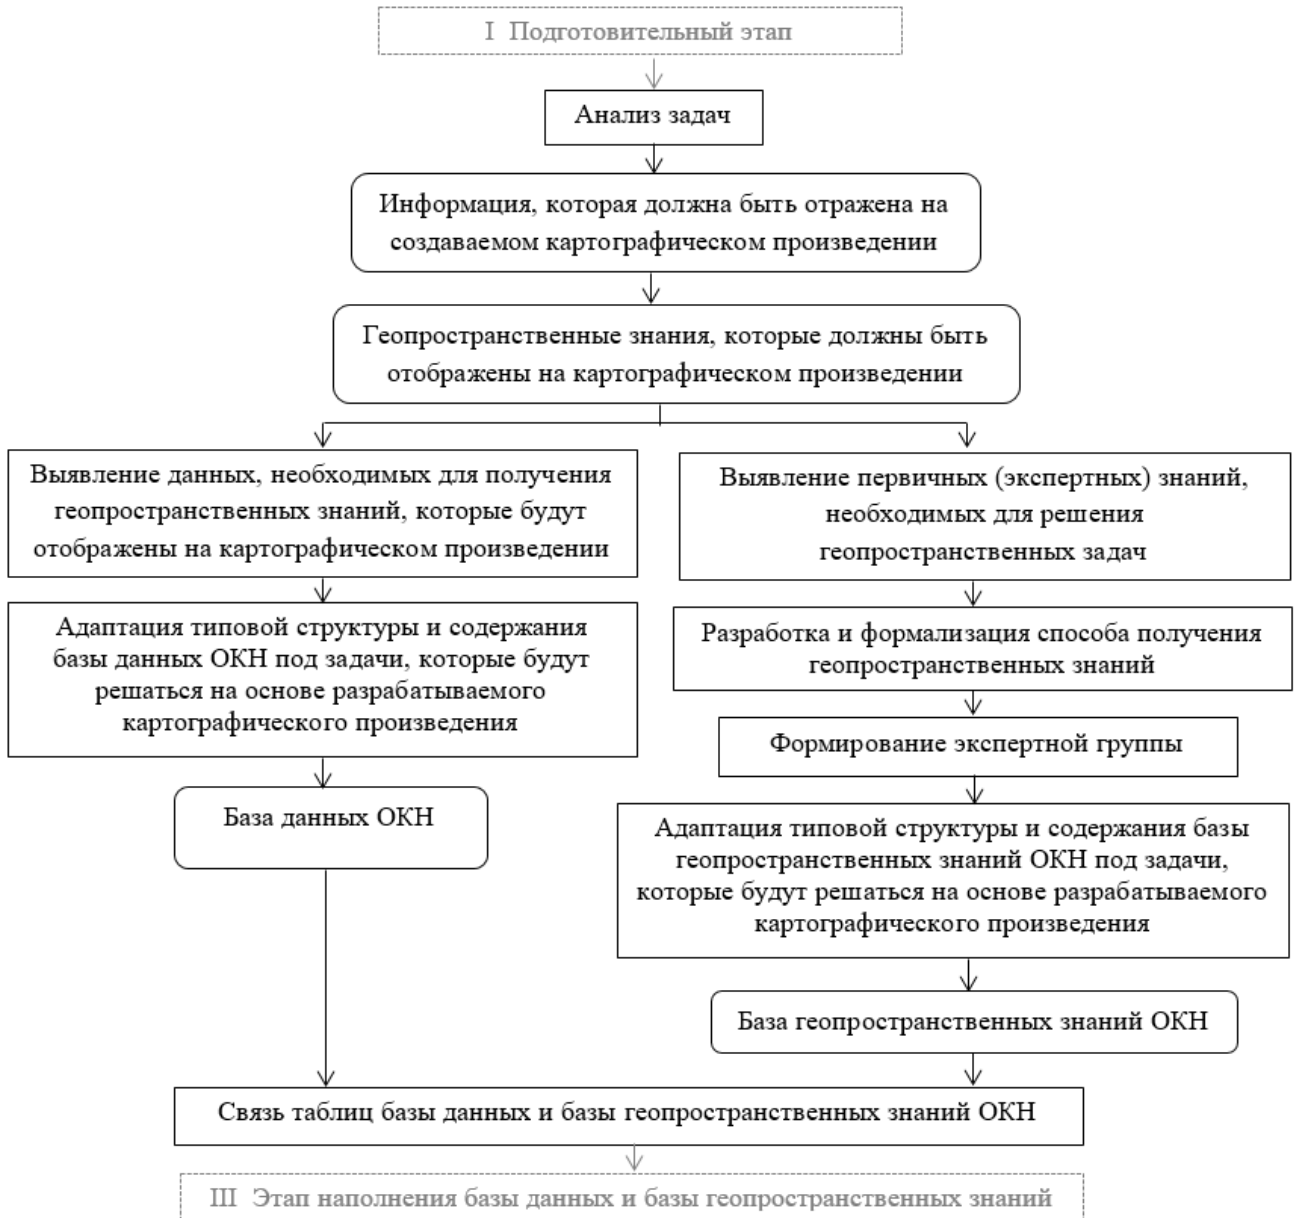 I Подготовительный этап
Анализ задач
Информация, которая должна быть отражена на
создаваемом картографическом произведении
Геопространственные знания, которые должны быть
отображены на картографическом произведении
Выявление данных, необходимых для получения
геопространственных знаний, которые будут
отображены на картографическом произведении
Адаптация типовой структуры и содержания
базы данных ОКН под задачи, которые будут
решаться на основе разрабатываемого
картографического произведения
База данных ОКН
Выявление первичных (экспертных) знаний,
необходимых для решения
геопространственных задач
Разработка и формализация способа получения
геопространственных знаний
Формирование экспертной группы
Адаптация типовой структуры и содержания базы
геопространственных знаний ОКН под задачи,
которые будут решаться на основе разрабатываемого
картографического произведения
База геопространственных знаний ОКН
Связь таблиц базы данных и базы геопространственных знаний ОКН
III Этап наполнения базы данных и базы геопространственных знаний